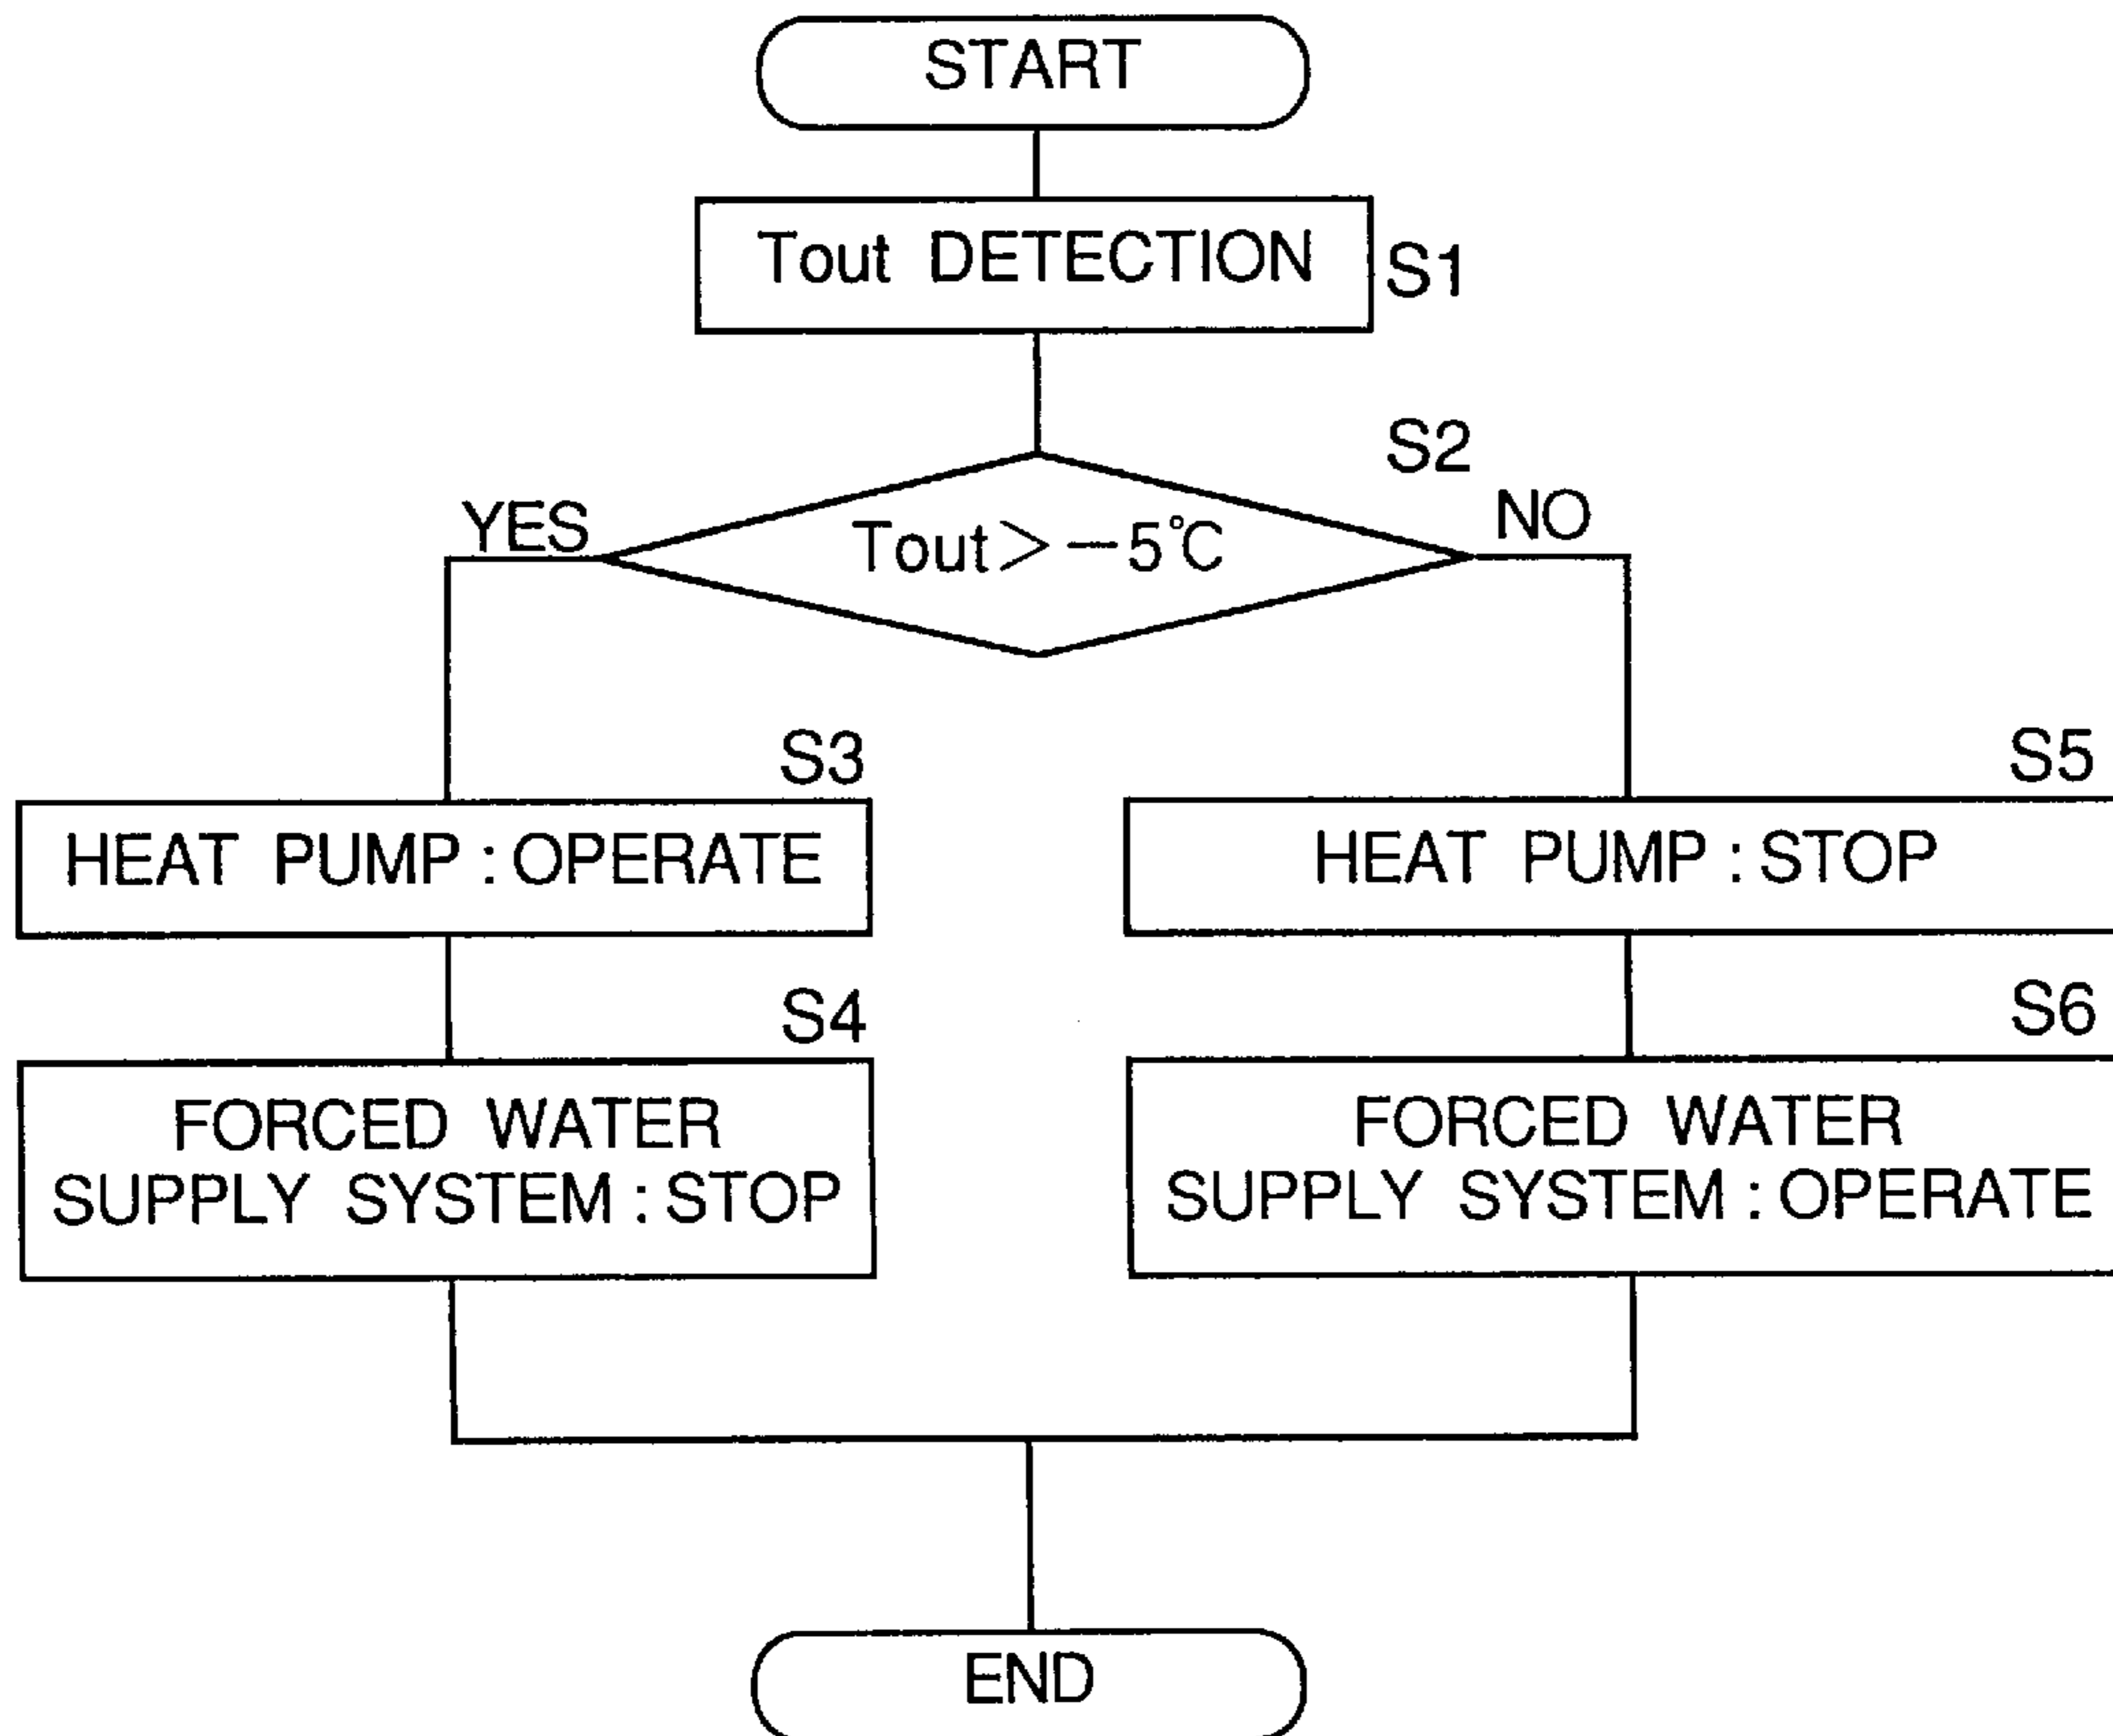 START
Tout DETECTION
S1
S2
YES
Tout>-5℃
NO
S3
HEAT PUMP : OPERATE
S5
HEAT PUMP : STOP
S4
FORCED WATER
SUPPLY SYSTEM : STOP
S6
FORCED WATER
SUPPLY SYSTEM : OPERATE
END